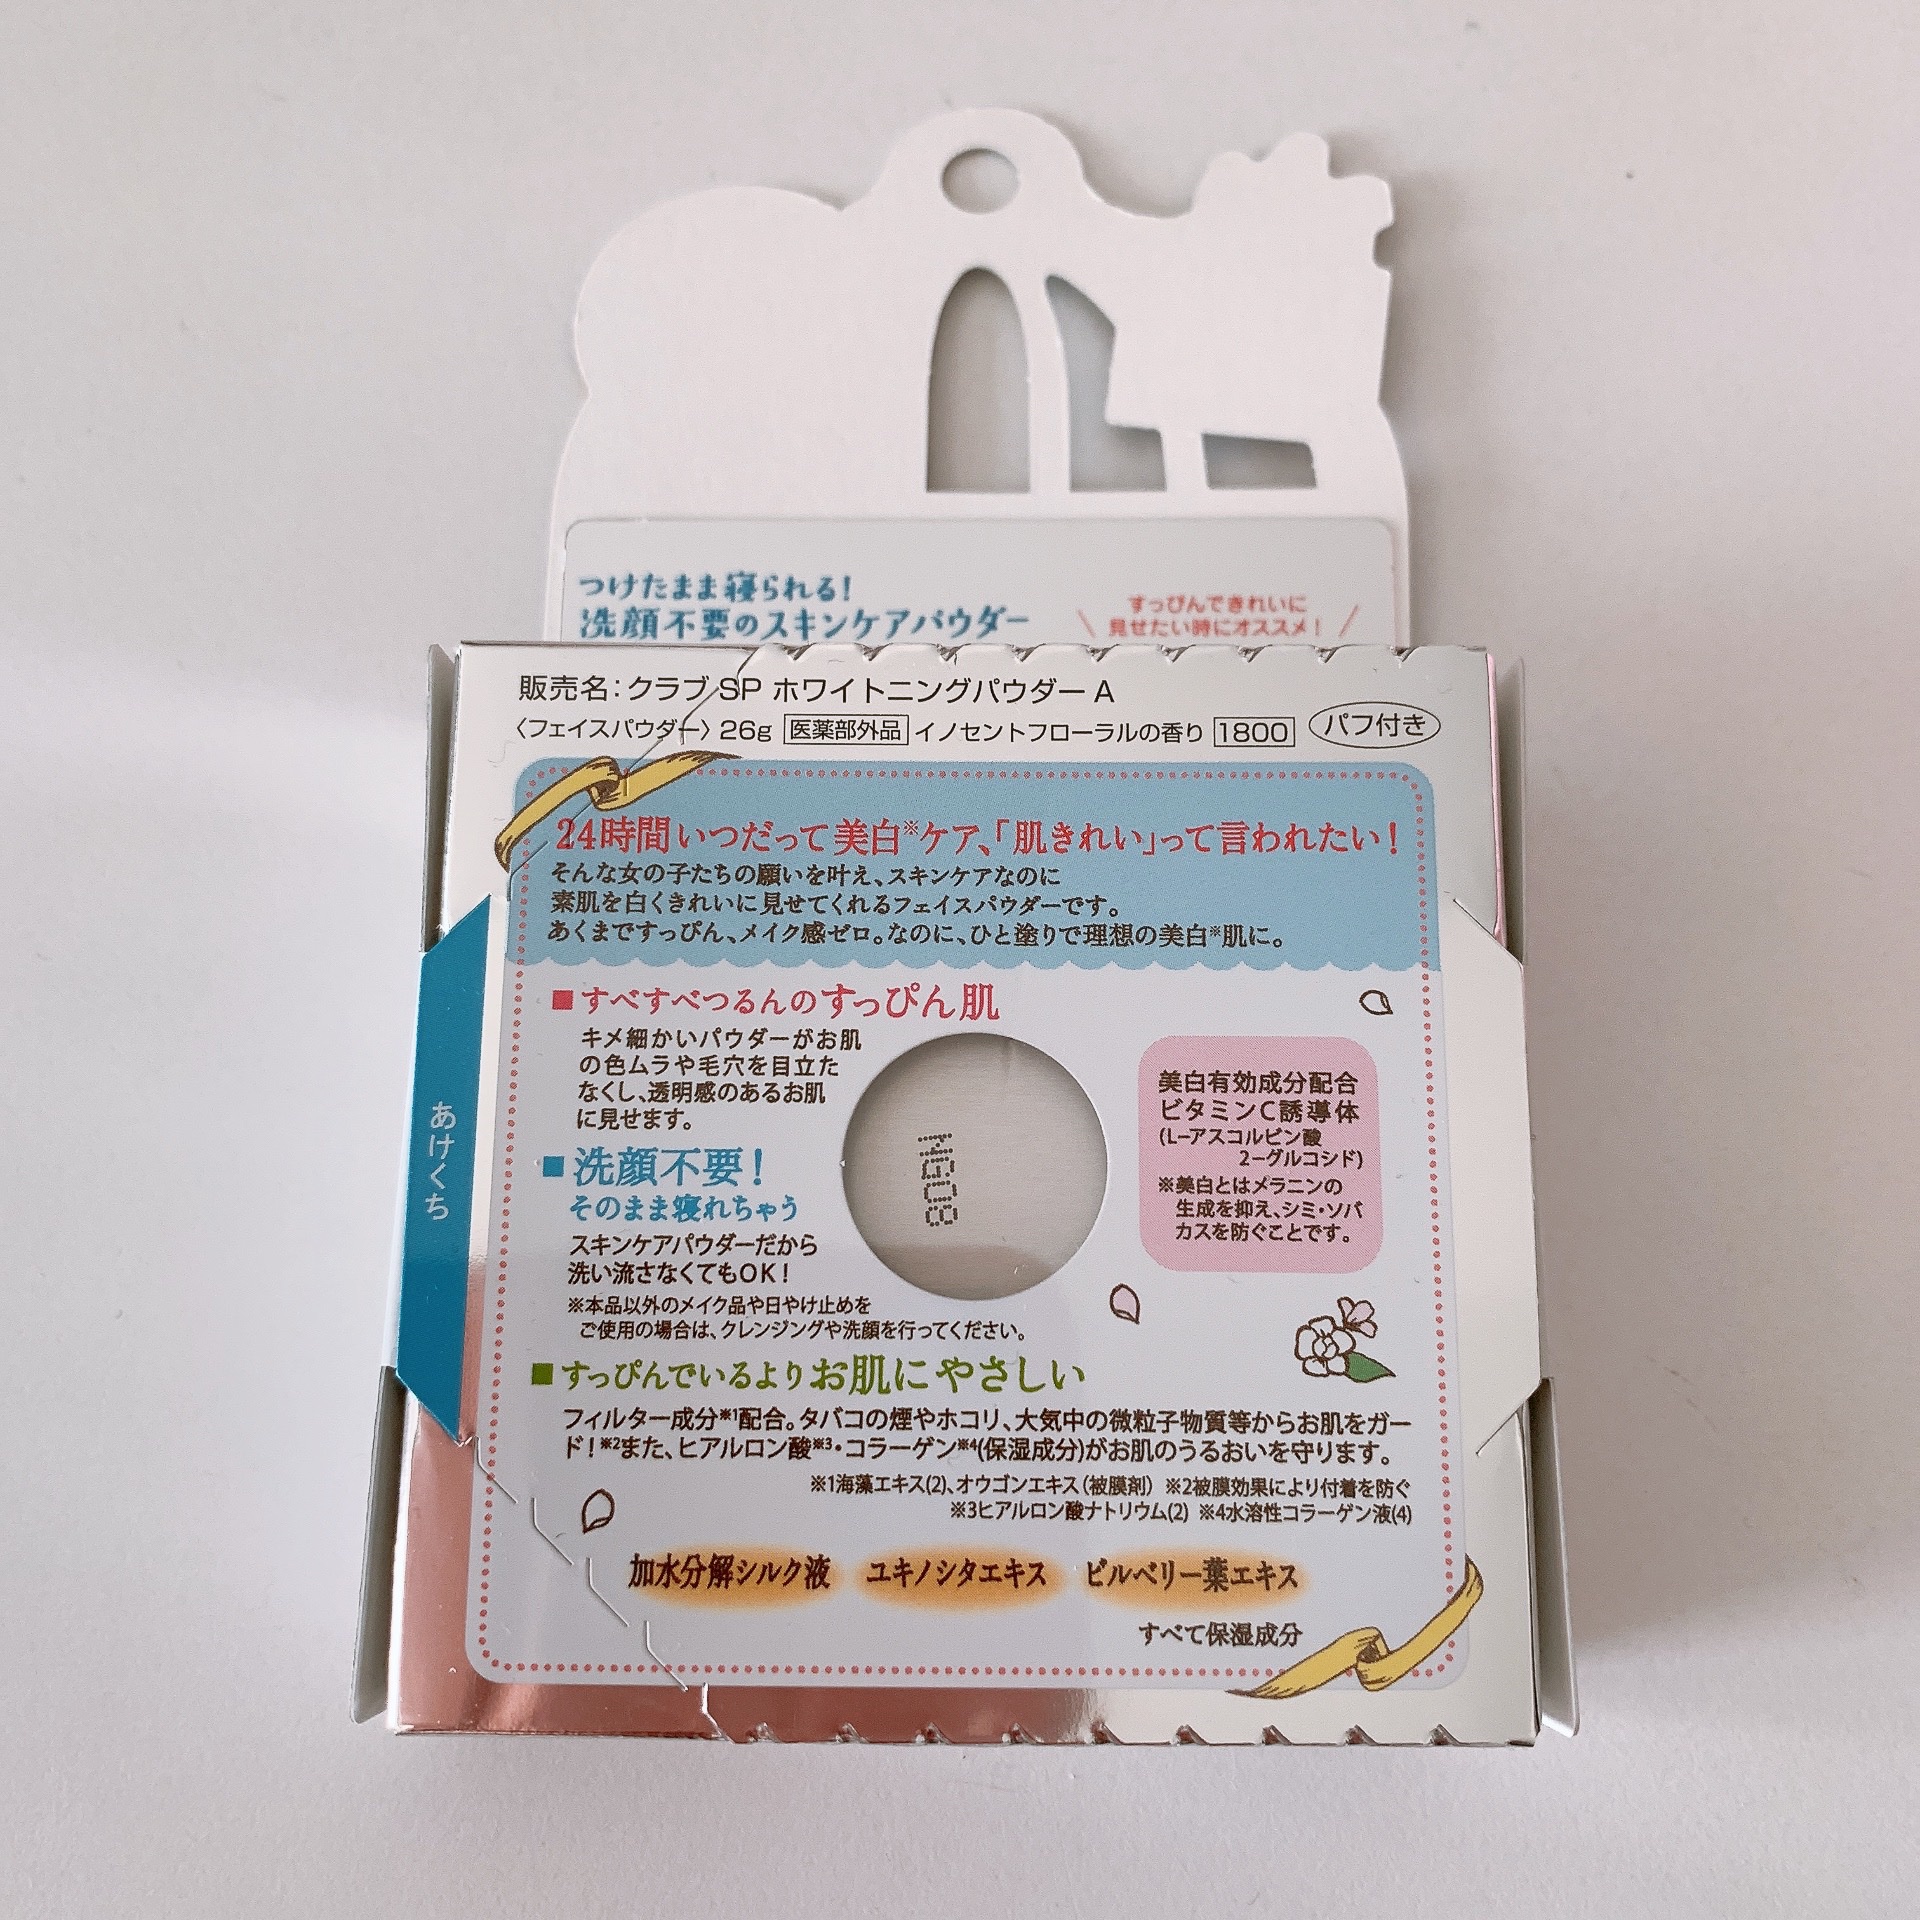 つけたまま寝られる!
洗顔不要のスキンケアパウダー
すっぴんできれいに
見せたい時にオススメ!
販売名:クラブ SP ホワイトニングパウダー A
〈フェイスパウダー〉 26g 医薬部外品 イノセントフローラルの香り 1800 パフ付き
24時間いつだって美白※ケア、「肌きれい」って言われたい!
そんな女の子たちの願いを叶え、スキンケアなのに
素肌を白くきれいに見せてくれるフェイスパウダーです。
あくまですっぴん、メイク感ゼロ。なのに、ひと塗りで理想の美白※肌に。
■すべすべつるんのすっぴん肌
キメ細かいパウダーがお肌
の色ムラや毛穴を目立た
なくし、透明感のあるお肌
に見せます。
■洗顔不要!
そのまま寝れちゃう
スキンケアパウダーだから
洗い流さなくてもOK!
※本品以外のメイク品や日やけ止めを
ご使用の場合は、クレンジングや洗顔を行ってください。
NG08
美白有効成分配合
ビタミンC誘導体
(L−アスコルビン酸
2−グルコシド)
※美白とはメラニンの
生成を抑え、シミ・ソバ
カスを防ぐことです。
■すっぴんでいるよりお肌にやさしい
フィルター成分※1配合。タバコの煙やホコリ、大気中の微粒子物質等からお肌をガー
ド!※2また、ヒアルロン酸※3・コラーゲン※4(保湿成分)がお肌のうるおいを守ります。
※1海藻エキス(2)、オウゴンエキス(被膜剤) ※2被膜効果により付着を防ぐ
※3ヒアルロン酸ナトリウム(2) ※4水溶性コラーゲン液(4)
加水分解シルク液 ユキノシタエキス ビルベリー葉エキス
すべて保湿成分
あけくち